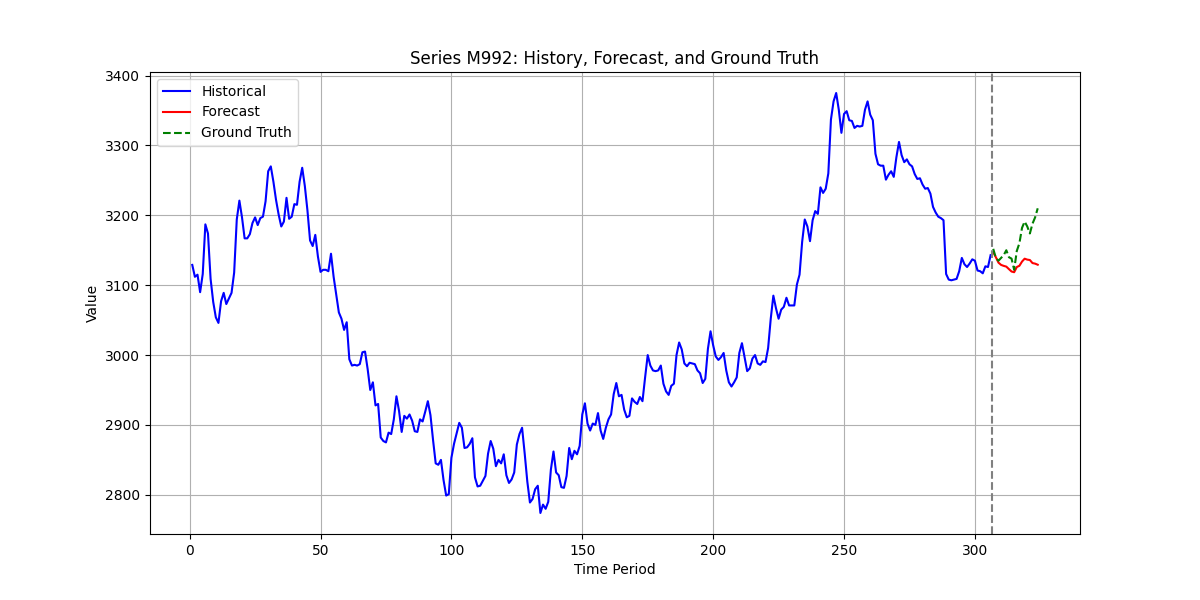 Series M992: History, Forecast, and Ground Truth
3400
3300
3200
3100
3000
2900
2800
Value
Historical
Forecast
Ground Truth
0 50 100 150 200 250 300
Time Period